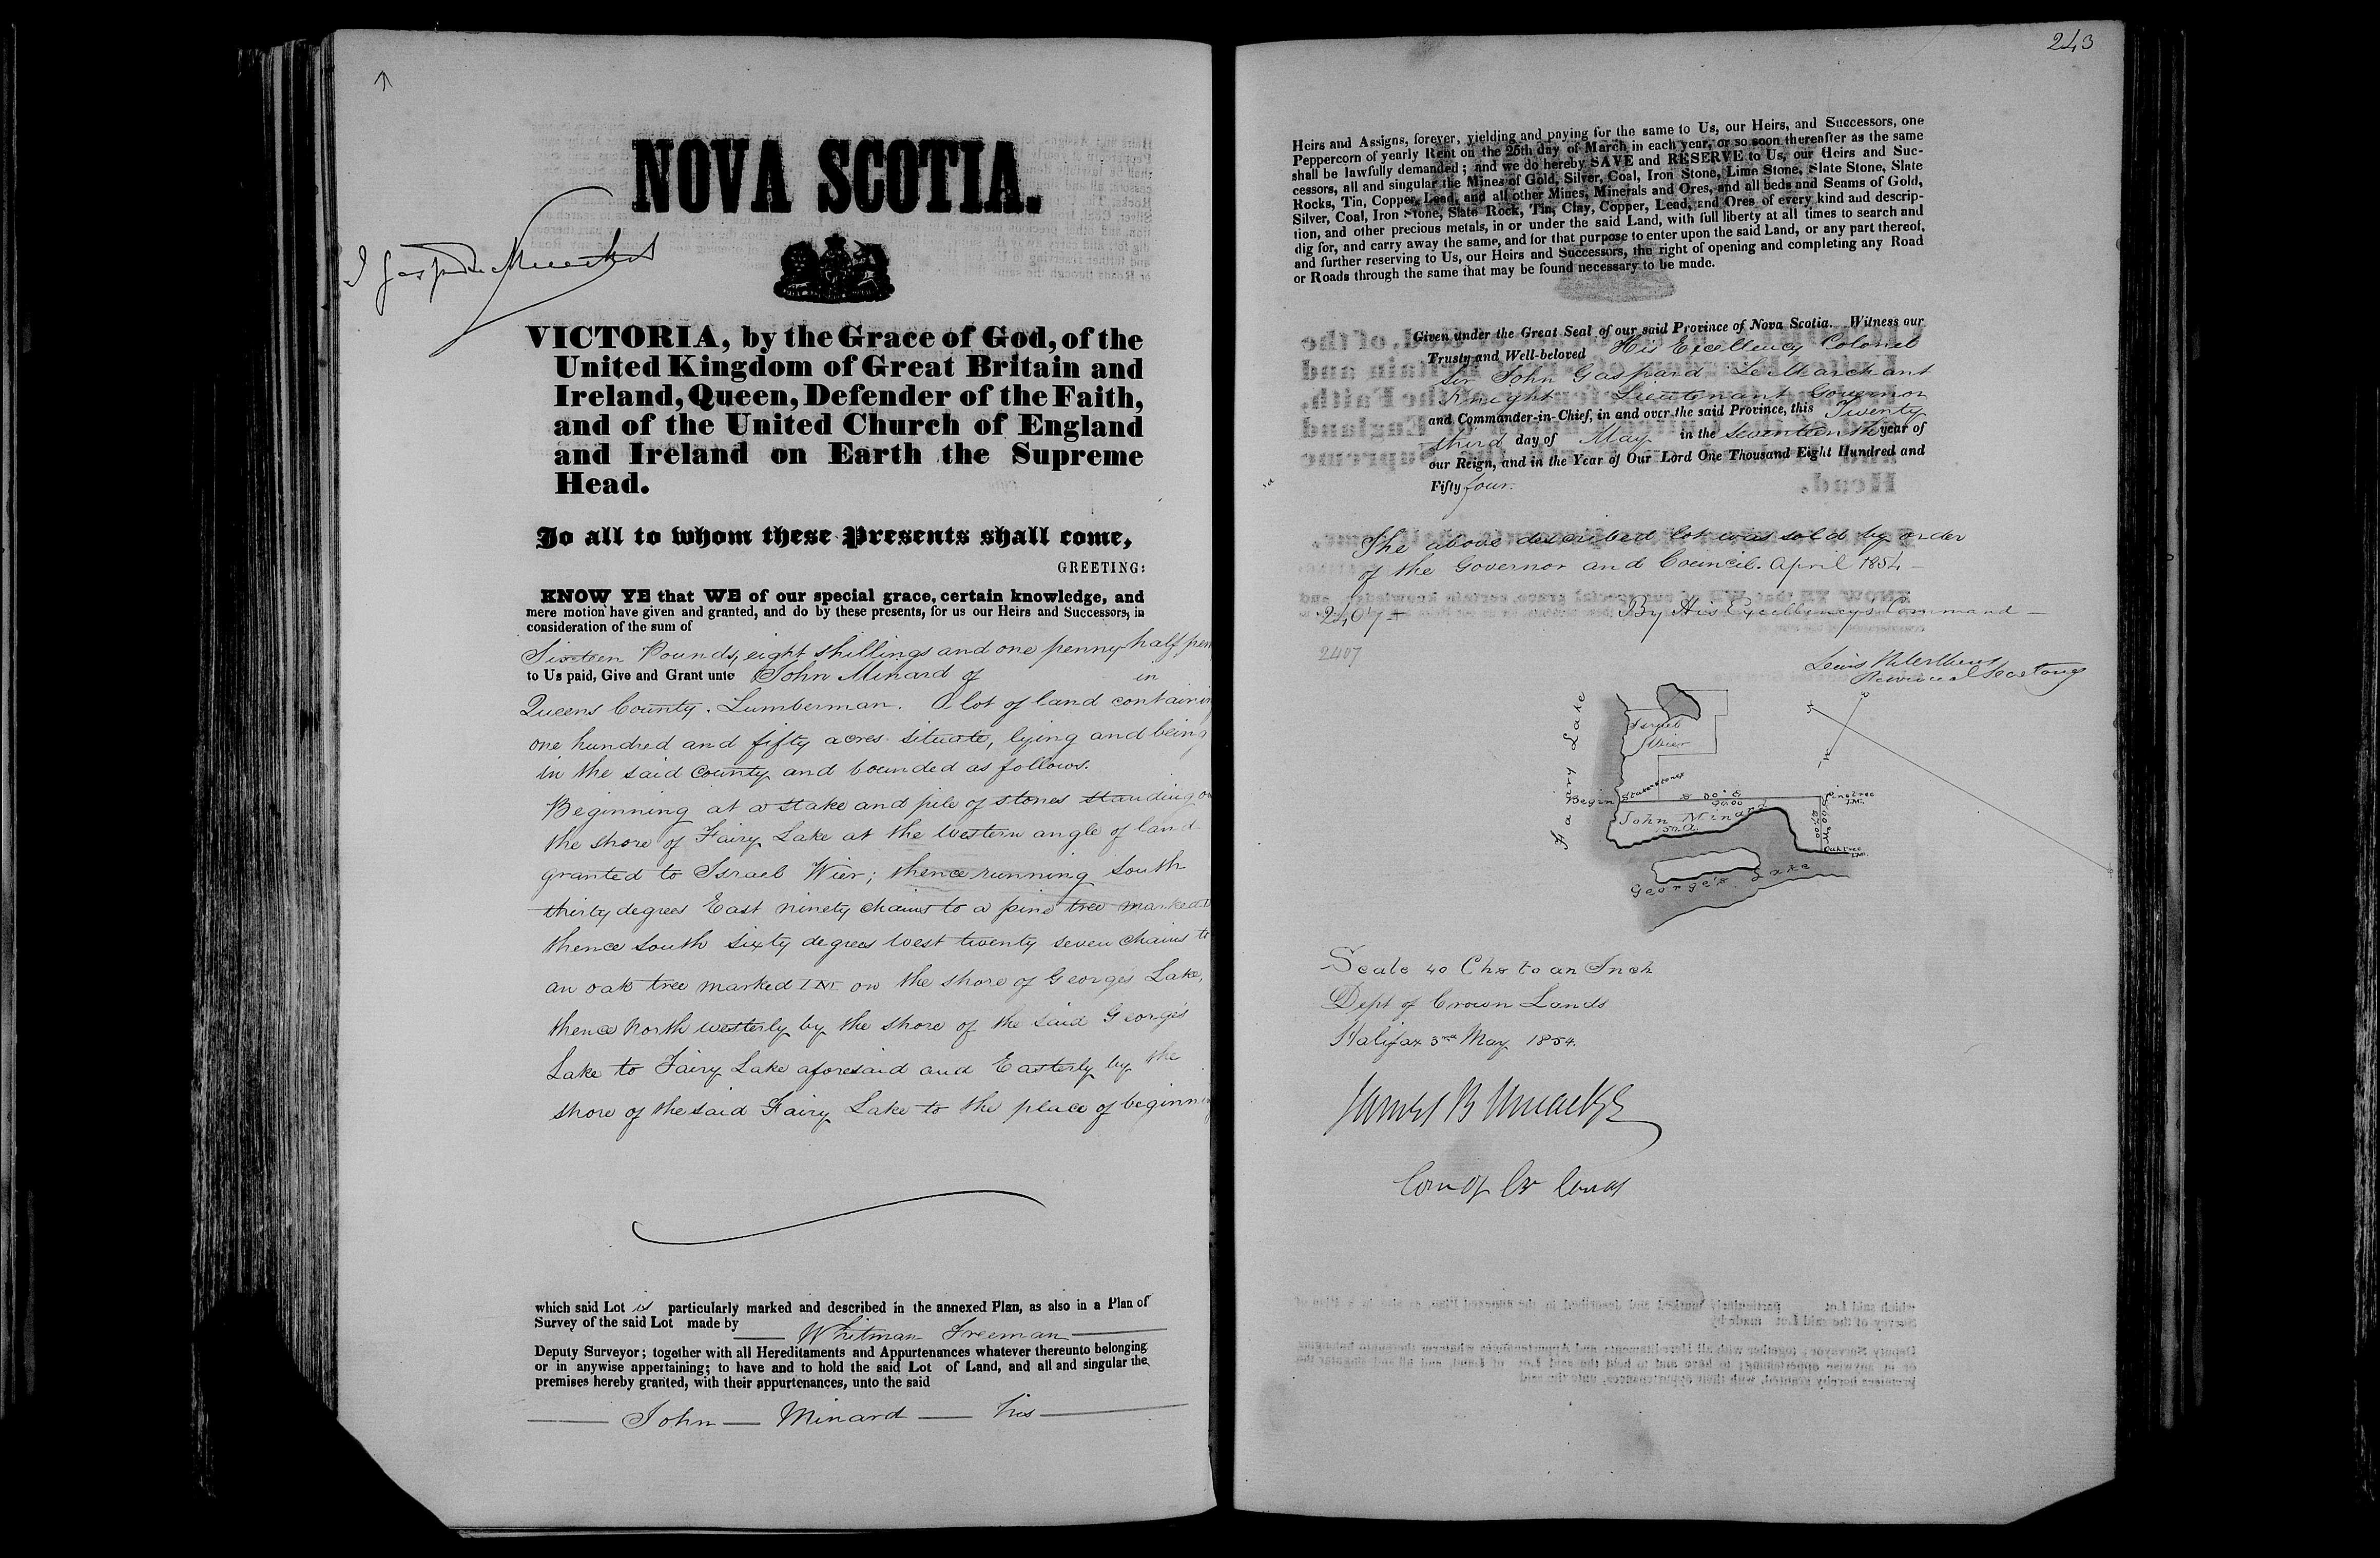 NOVA SCOTIA.
VICTORIA, by the Grace of God, of the
United Kingdom of Great Britain and
Ireland, Queen, Defender of the Faith,
and of the United Church of England
and Ireland on Earth the Supreme
Head.
To all to whom these Presents shall come,
GREETING:
KNOW YE that WE of our special grace, certain knowledge, and
mere motion have given and granted, and do by these presents, for us our Heirs and Successors, in
consideration of the sum of
Sixteen Pounds, eight shillings and one penny half pen
to Us paid, Give and Grant unto John Minard of in
Queens County. Lumberman. A lot of land containin
one hundred and fifty acres situate, lying and being
in the said County and bounded as follows.
Beginning at a stake and pile of stones standing on
the shore of Fairy Lake at the Western angle of land
granted to Israel Wier; thence running South
thirty degrees East ninety chains to a pine tree marked
thence South sixty degrees West twenty seven chains to
an oak tree marked I.M. on the shore of George's Lake,
thence North westerly by the shore of the said George's
Lake to Fairy Lake aforesaid and Easterly by the
shore of the said Fairy Lake to the place of beginnin
which said Lot is particularly marked and described in the annexed Plan, as also in a Plan of
Survey of the said Lot made by
Whitman Freeman
Deputy Surveyor; together with all Hereditaments and Appurtenances whatever thereunto belonging
or in anywise appertaining; to have and to hold the said Lot of Land, and all and singular the
premises hereby granted, with their appurtenances, unto the said
John Minard his
243
Heirs and Assigns, forever, yielding and paying for the same to Us, our Heirs, and Successors, one
Peppercorn of yearly Rent on the 25th day of March in each year, or so soon thereafter as the same
shall be lawfully demanded; and we do hereby SAVE and RESERVE to Us, our Heirs and Suc-
cessors, all and singular the Mines of Gold, Silver, Coal, Iron Stone, Lime Stone, Slate Stone, Slate
Rocks, Tin, Copper, Lead, and all other Mines, Minerals and Ores, and all beds and Seams of Gold,
Silver, Coal, Iron Stone, Slate Rock, Tin, Clay, Copper, Lead, and Ores of every kind and descrip-
tion, and other precious metals, in or under the said Land, with full liberty at all times to search and
dig for, and carry away the same, and for that purpose to enter upon the said Land, or any part thereof,
and further reserving to Us, our Heirs and Successors, the right of opening and completing any Road
or Roads through the same that may be found necessary to be made.
Given under the Great Seal of our said Province of Nova Scotia. Witness our
Trusty and Well-beloved His Excellency Colonel
Sir John Gaspard Le Marchant
Knight Lieutenant Governor
and Commander-in-Chief, in and over the said Province, this Twenty
third day of May in the Seventeenth year of
our Reign, and in the Year of Our Lord One Thousand Eight Hundred and
Fifty four.
The above described lot was sold by order
of the Governor and Council. April 1854
2407 By His Excellency's Command
2407
Provincial Secretary
Fairy Lake
Israel
Wier
Begin Stake & stones S 30° E
90.00
Pine tree
I.M.
John Minard
150 A.
S 60° W
27.00
Oak tree
I.M.
George's Lake
Scale 40 Chs to an Inch
Dept of Crown Lands
Halifax 3rd May 1854.
James B Uniacke
Com of Cr Lands